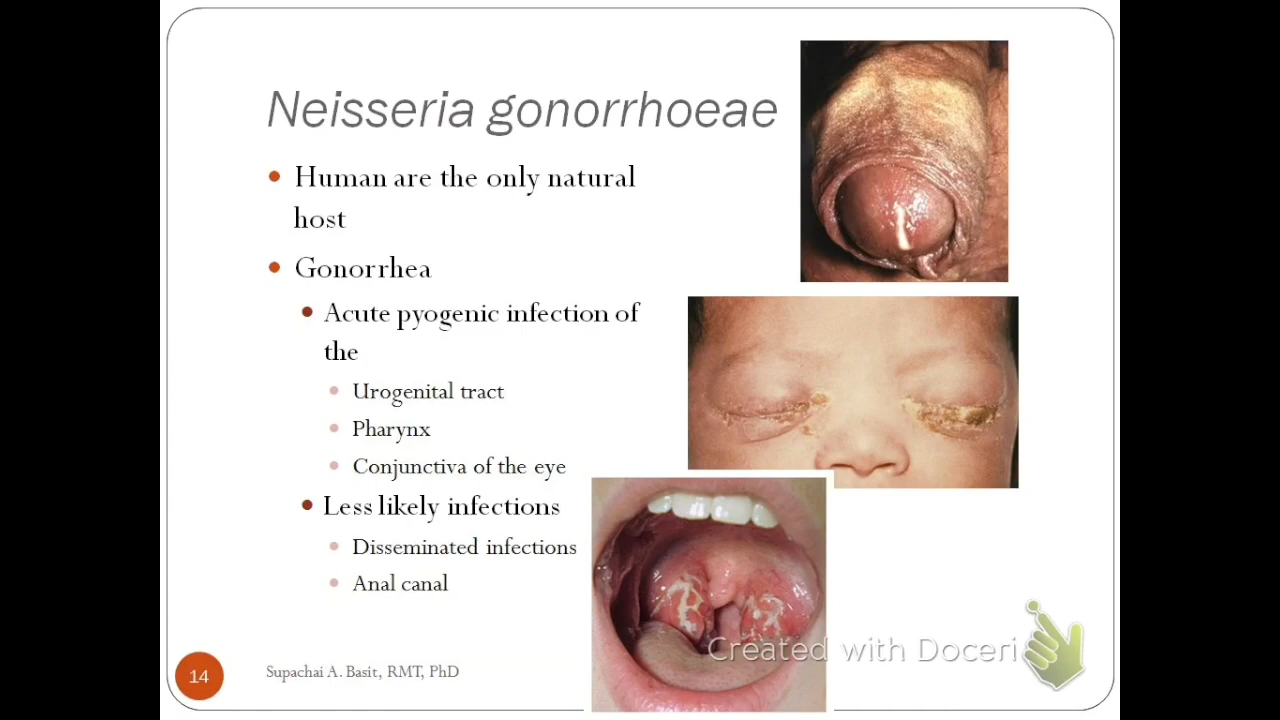 Neisseria gonorrhoeae
Human are the only natural
host
Gonorrhea
Acute pyogenic infection of
the
Urogenital tract
Pharynx
Conjunctiva of the eye
Less likely infections
Disseminated infections
Anal canal
14
Supachai A. Basit, RMT, PhD
Created with Doceri